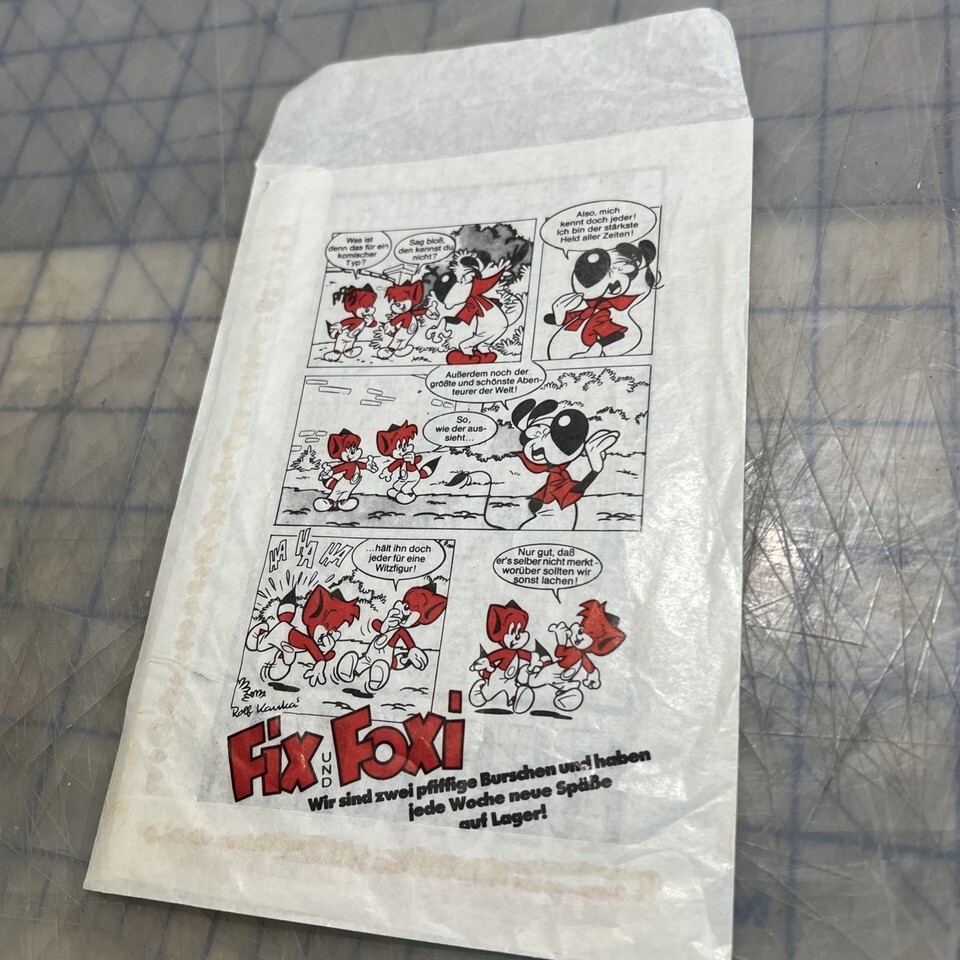 Was ist
denn das für ein
komischer
Typ?
Sag bloß,
den kennst du
nicht?
Also, mich
kennt doch jeder!
Ich bin der stärkste
Held aller Zeiten!
Außerdem noch der
größte und schönste Aben-
teurer der Welt!
So,
wie der aus-
sieht...
HA HA HA!
...hält ihn doch
jeder für eine
Witzfigur!
Nur gut, daß
er's selber nicht merkt -
worüber sollten wir
sonst lachen!
Rolf Kauka
Fix UND Foxi
Wir sind zwei pfiffige Burschen und haben
jede Woche neue Späße
auf Lager!